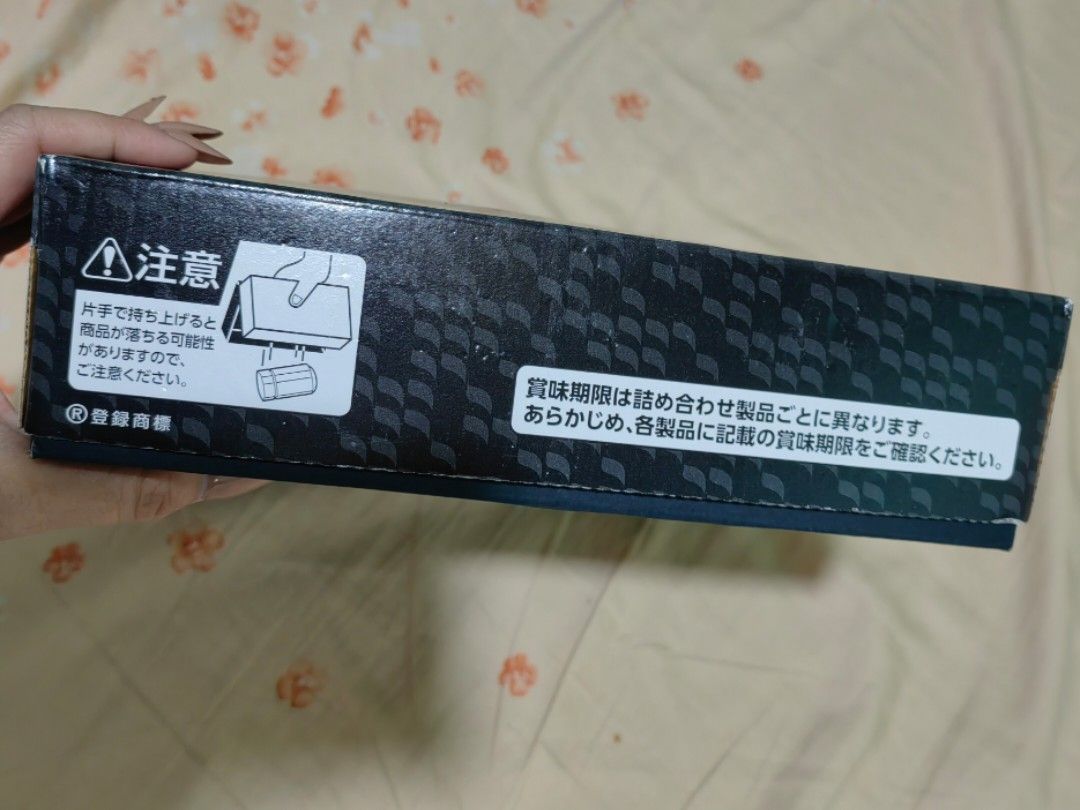 注意
片手で持ち上げると
商品が落ちる可能性
がありますので、
ご注意ください。
®登録商標
賞味期限は詰め合わせ製品ごとに異なります。
あらかじめ、各製品に記載の賞味期限をご確認ください。